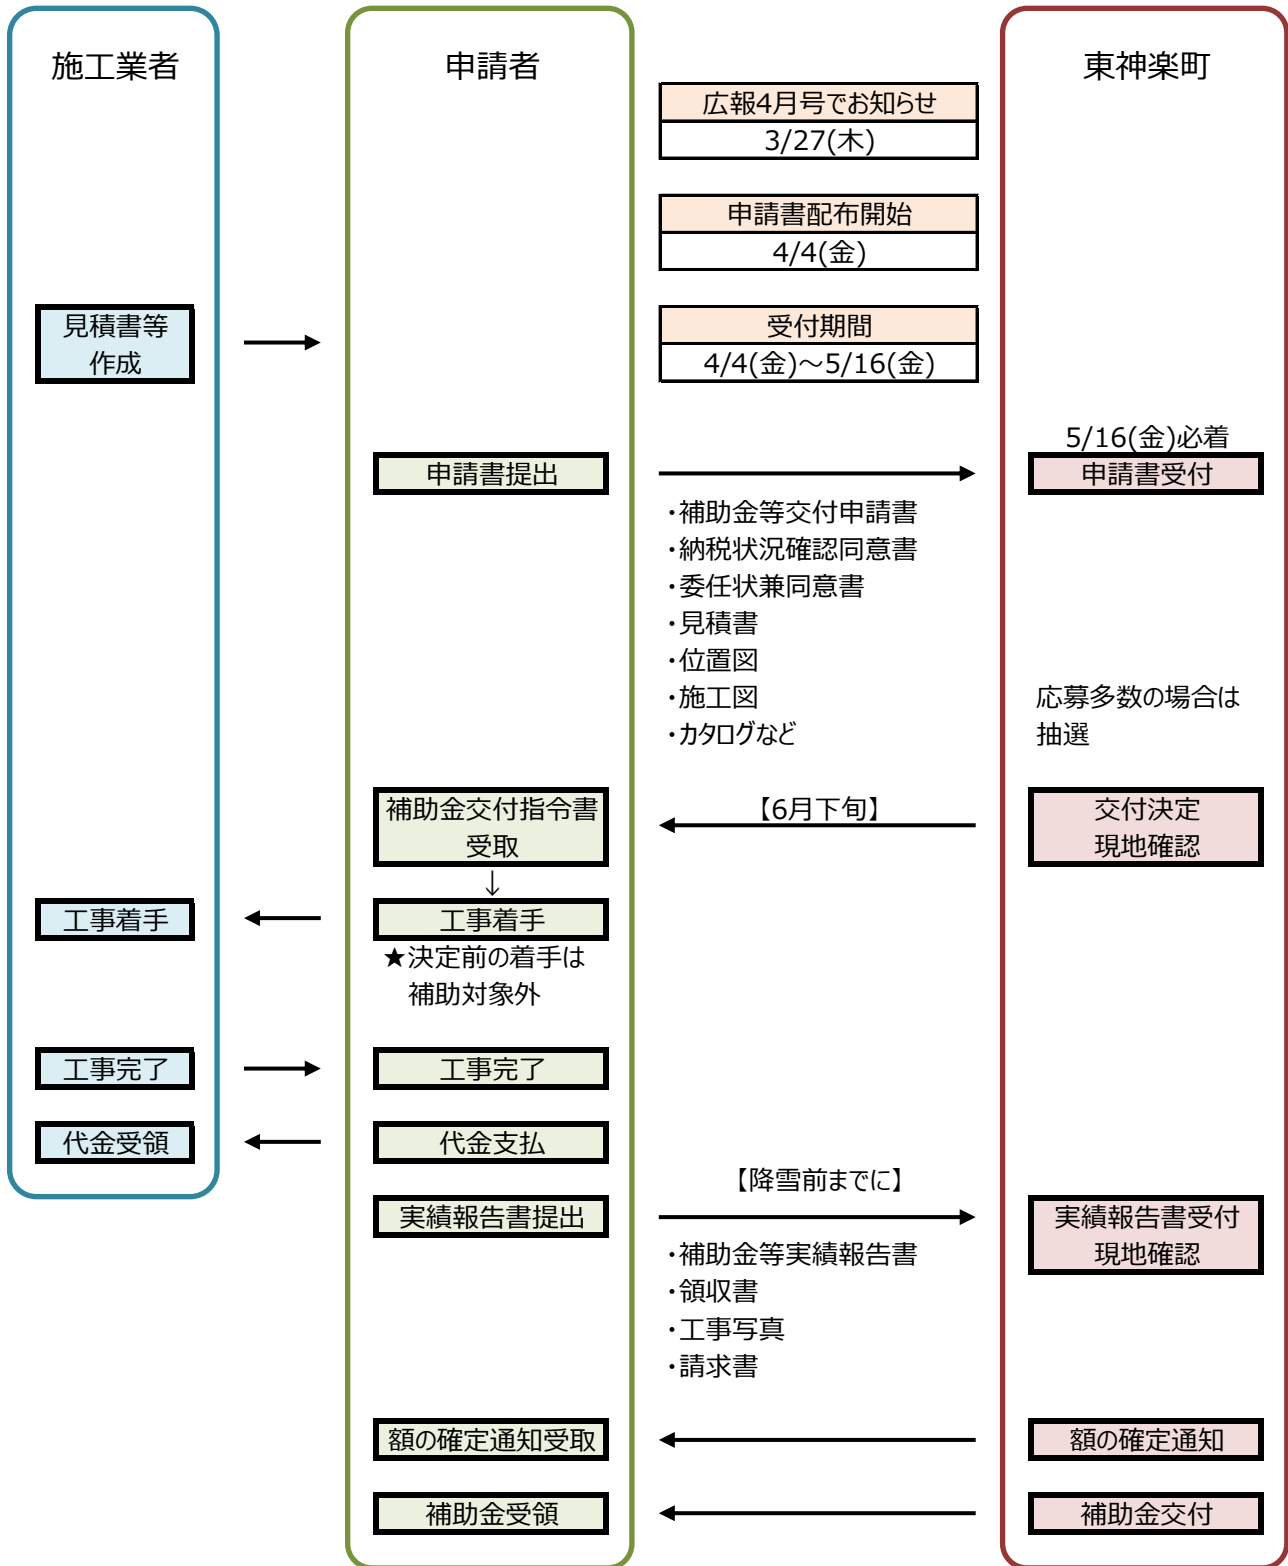 施工業者
申請者
東神楽町
広報4月号でお知らせ
3/27(木)
申請書配布開始
4/4(金)
見積書等
作成
受付期間
4/4(金)～5/16(金)
5/16(金)必着
申請書提出
申請書受付
・補助金等交付申請書
・納税状況確認同意書
・委任状兼同意書
・見積書
・位置図
・施工図
・カタログなど
応募多数の場合は
抽選
補助金交付指令書
受取
【6月下旬】
交付決定
現地確認
↓
工事着手
工事着手
★決定前の着手は
補助対象外
工事完了
工事完了
代金受領
代金支払
【降雪前までに】
実績報告書提出
実績報告書受付
現地確認
・補助金等実績報告書
・領収書
・工事写真
・請求書
額の確定通知受取
額の確定通知
補助金受領
補助金交付